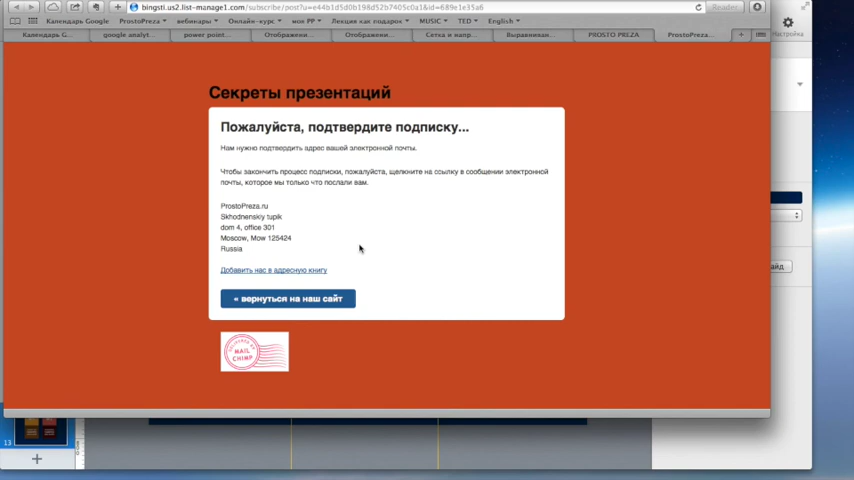 bingsti.us2.list-manage1.com/subscribe/post?u=e44b1d5d0b198d52b7405c0a1&id=689e1e35a6
Reader
Календарь Google ProstoPreza вебинары Онлайн-курс мок PP Лекция как подарок MUSIC TED English
Настройка
Календарь G... google analyt... power point... Отображени... Отображени... Сетка и напр... Выравниван... PROSTO PREZA ProstoPreza...
Секреты презентаций
Пожалуйста, подтвердите подписку...
Нам нужно подтвердить адрес вашей электронной почты.
Чтобы закончить процесс подписки, пожалуйста, щелкните на ссылку в сообщении электронной
почты, которое мы только что послали вам.
ProstoPreza.ru
Skhodnenskiy tupik
dom 4, office 301
Moscow, Mow 125424
Russia
айд
Добавить нас в адресную книгу
« вернуться на наш сайт
MAIL
CHIMP
13